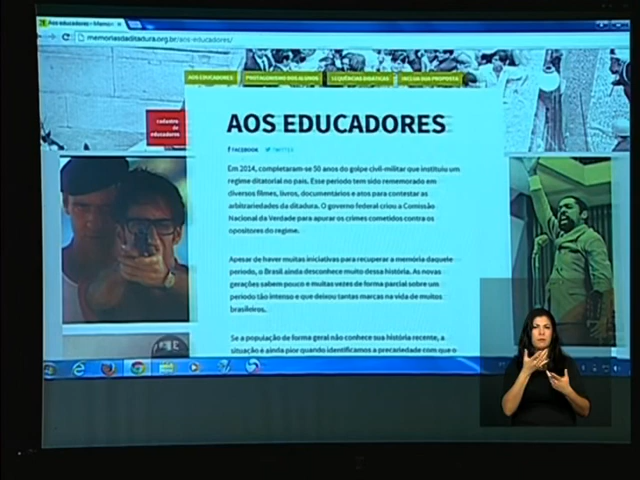 Aos educadores - Memori
memoriasdaditadura.org.br/aos-educadores/
AOS EDUCADORES
PROTAGONISMO DOS ALUNOS
SEQUÊNCIAS DIDÁTICAS
INCLUA SUA PROPOSTA
cadastro
de
educadores
AOS EDUCADORES
FACEBOOK
TWITTER
Em 2014, completaram-se 50 anos do golpe civil-militar que instituiu um
regime ditatorial no país. Esse período tem sido rememorado em
diversos filmes, livros, documentários e atos para contestar as
arbitrariedades da ditadura. O governo federal criou a Comissão
Nacional da Verdade para apurar os crimes cometidos contra os
opositores do regime.
Apesar de haver muitas iniciativas para recuperar a memória daquele
período, o Brasil ainda desconhece muito dessa história. As novas
gerações sabem pouco e muitas vezes de forma parcial sobre um
período tão intenso e que deixou tantas marcas na vida de muitos
brasileiros.
Se a população de forma geral não conhece sua história recente, a
situação é ainda pior quando identificamos a precariedade com que o